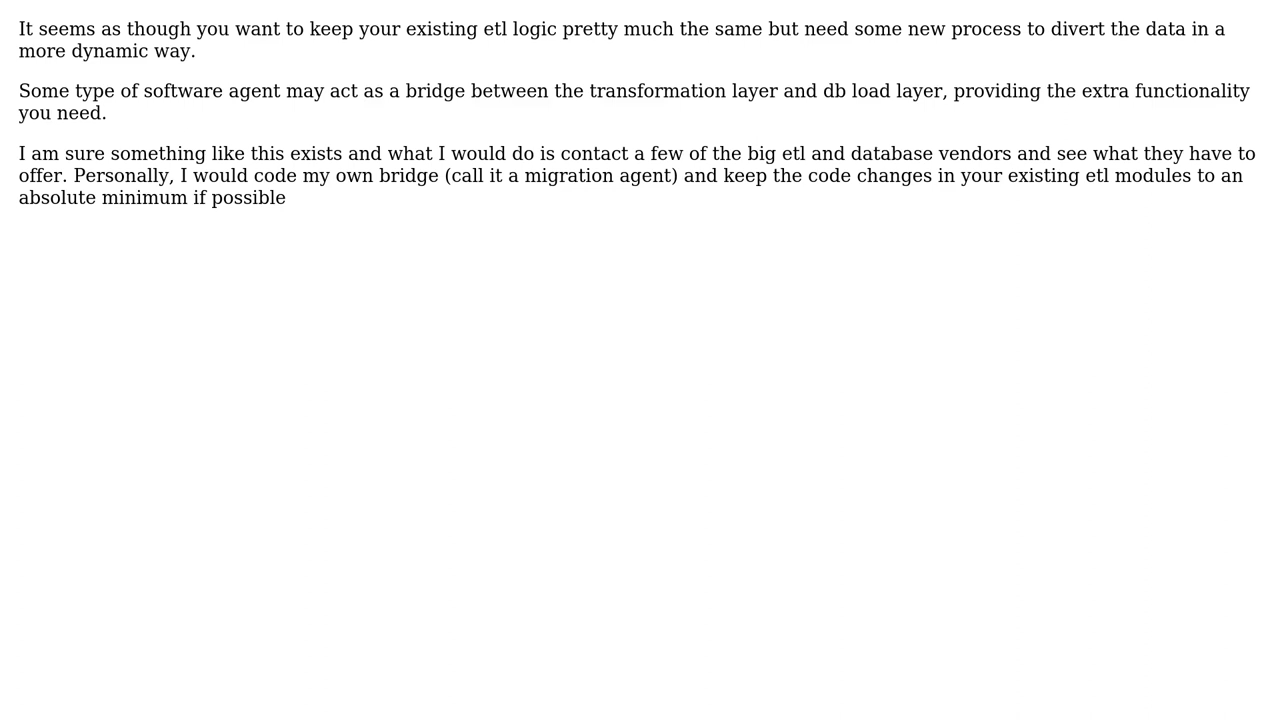 It seems as though you want to keep your existing etl logic pretty much the same but need some new process to divert the data in a
more dynamic way.
Some type of software agent may act as a bridge between the transformation layer and db load layer, providing the extra functionality
you need.
I am sure something like this exists and what I would do is contact a few of the big etl and database vendors and see what they have to
offer. Personally, I would code my own bridge (call it a migration agent) and keep the code changes in your existing etl modules to an
absolute minimum if possible